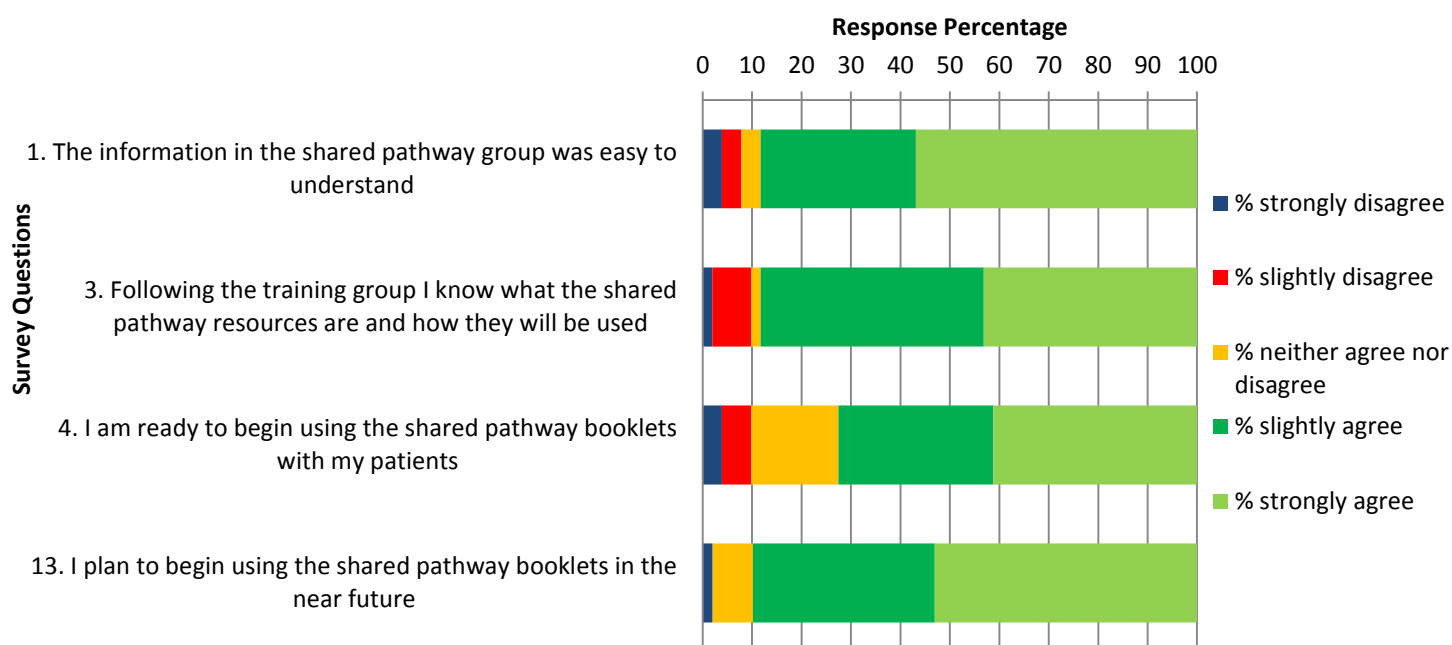 Response Percentage
0 10 20 30 40 50 60 70 80 90 100
Survey Questions
1. The information in the shared pathway group was easy to
understand
3. Following the training group I know what the shared
pathway resources are and how they will be used
4. I am ready to begin using the shared pathway booklets
with my patients
13. I plan to begin using the shared pathway booklets in the
near future
% strongly disagree
% slightly disagree
% neither agree nor
disagree
% slightly agree
% strongly agree